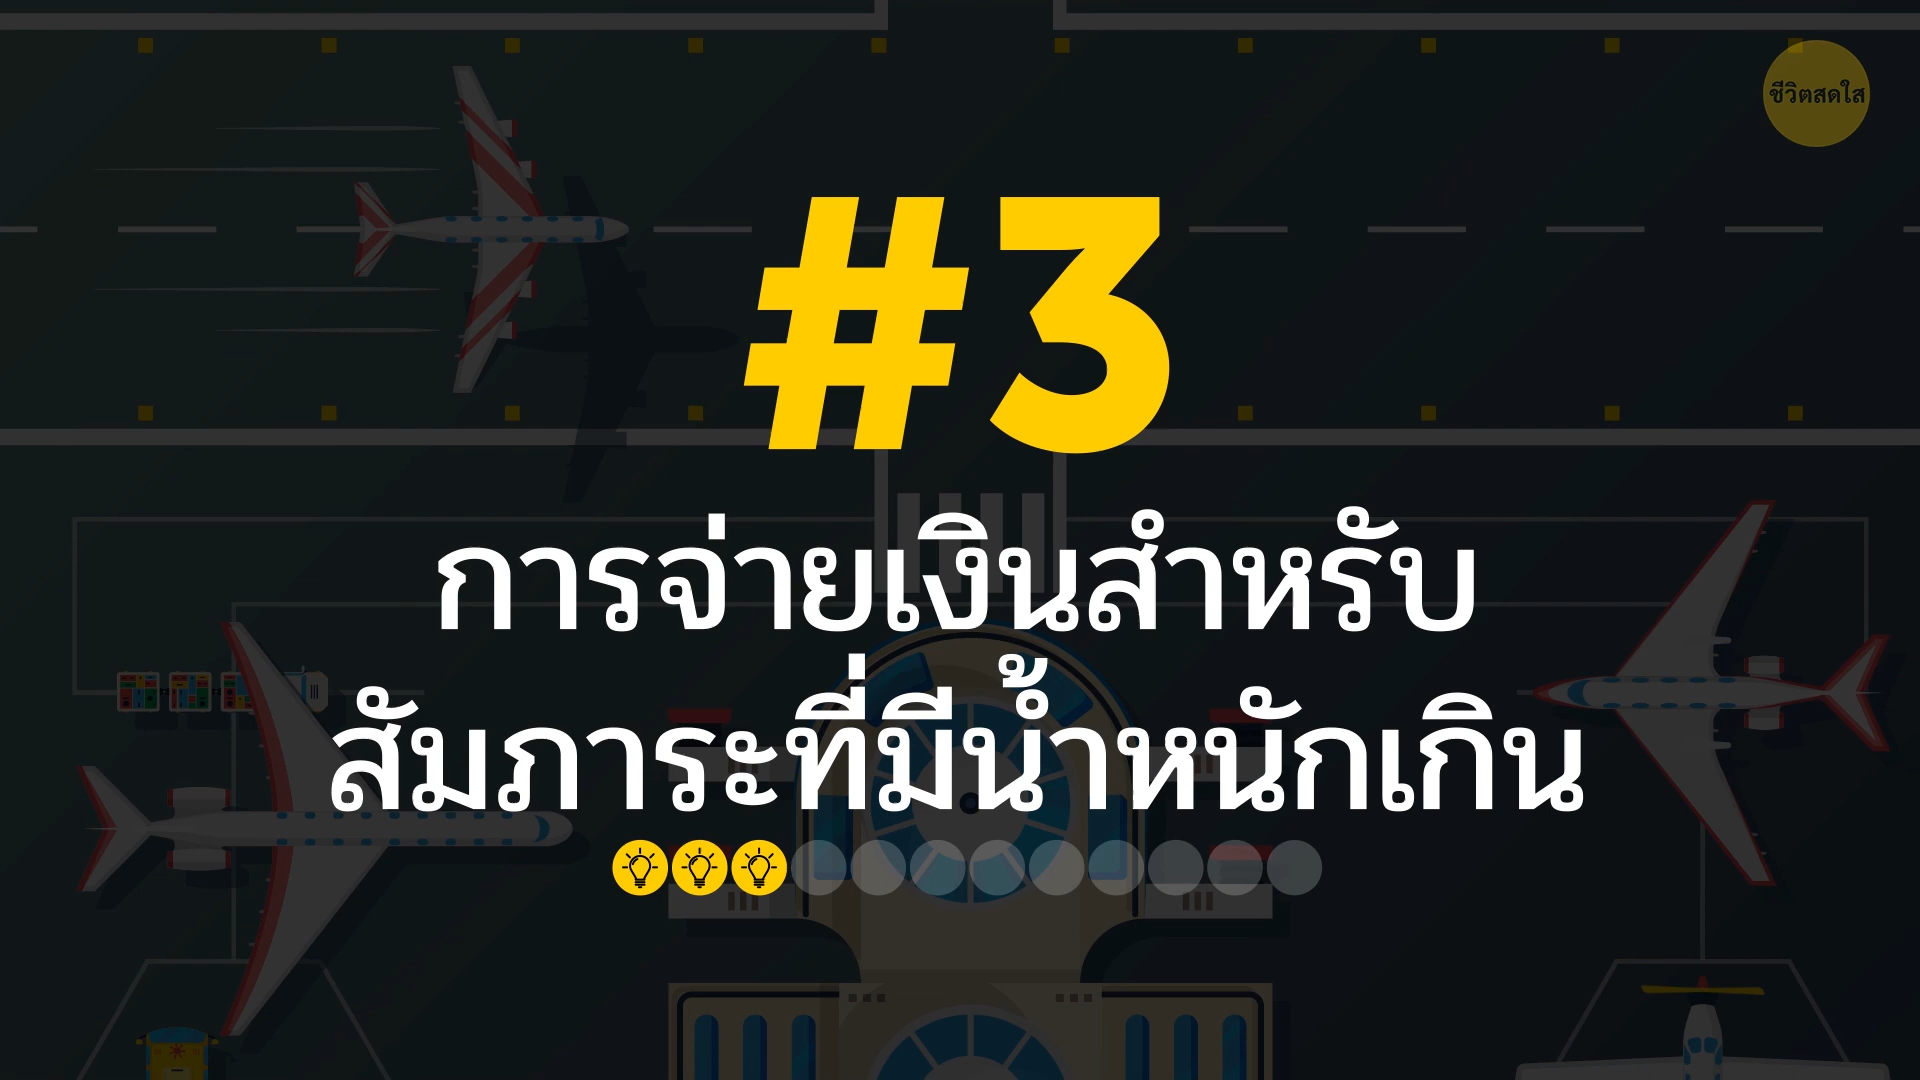 ชีวิตสดใส
#3
การจ่ายเงินสำหรับ
สัมภาระที่มีน้ำหนักเกิน